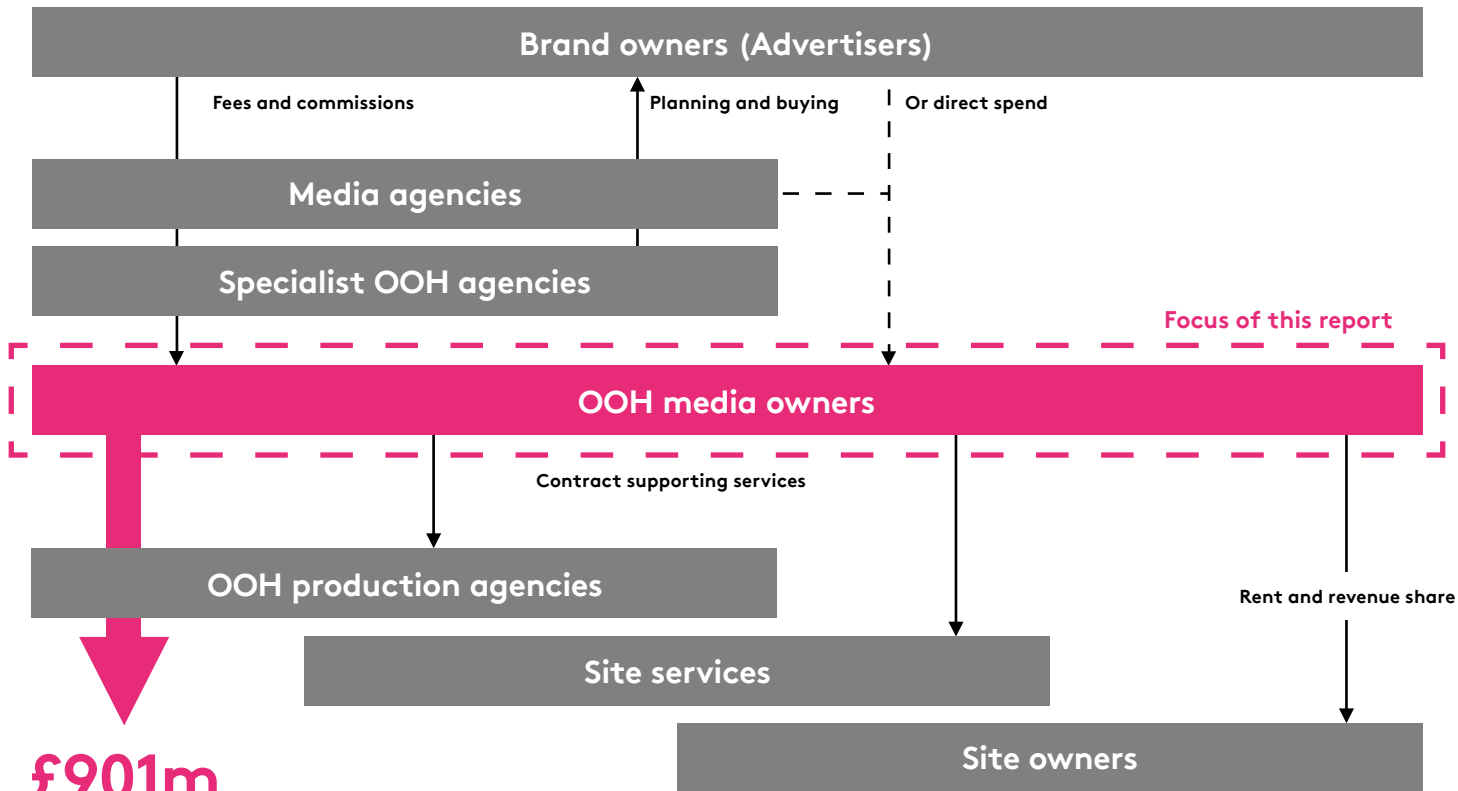 Brand owners (Advertisers)
Fees and commissions
Planning and buying
Or direct spend
Media agencies
Specialist OOH agencies
Focus of this report
OOH media owners
Contract supporting services
OOH production agencies
Rent and revenue share
Site services
Site owners
£901m